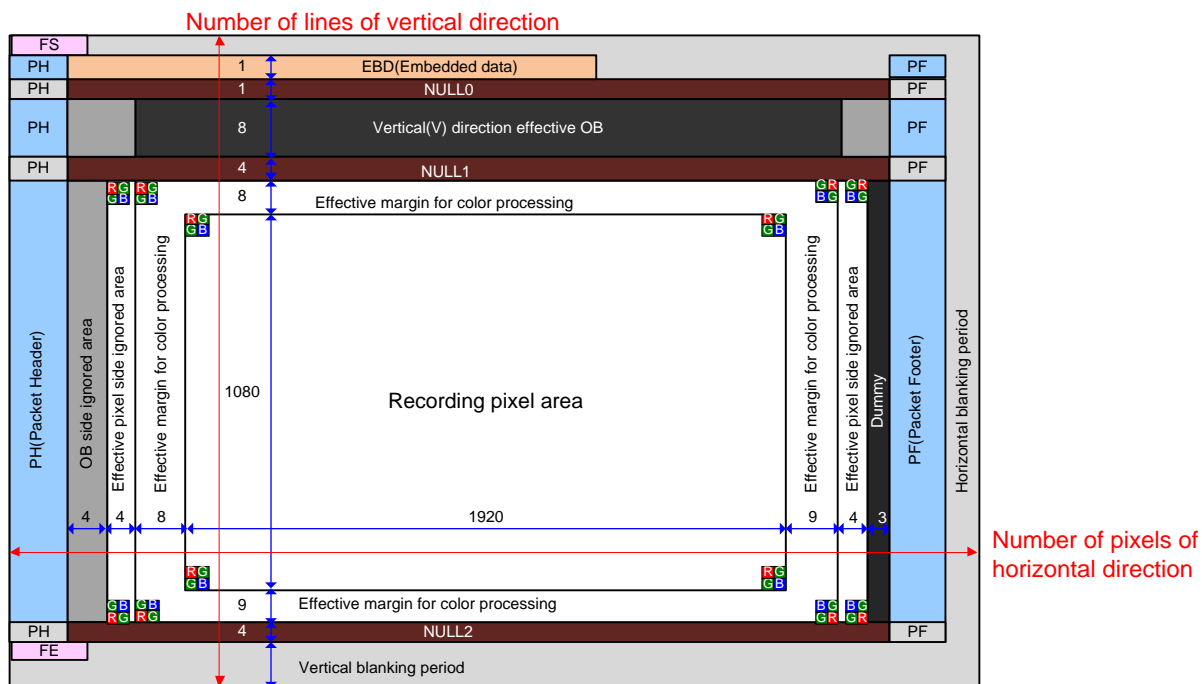 Number of lines of vertical direction
FS
PH
1
EBD(Embedded data)
PF
PH
1
NULL0
PF
PH
8
Vertical(V) direction effective OB
PF
PH
4
NULL1
PF
RG
RG
GR
GR
GB
GB
BG
BG
8
Effective margin for color processing
RG
RG
GB
GB
PH(Packet Header)
OB side ignored area
Effective pixel side ignored area
Effective margin for color processing
1080
Recording pixel area
Effective margin for color processing
Effective pixel side ignored area
Dummy
PF(Packet Footer)
Horizontal blanking period
4
4
8
1920
9
4
3
Number of pixels of
horizontal direction
RG
RG
GB
GB
9
Effective margin for color processing
GB
GB
BG
BG
RG
RG
GR
GR
PH
4
NULL2
PF
FE
Vertical blanking period